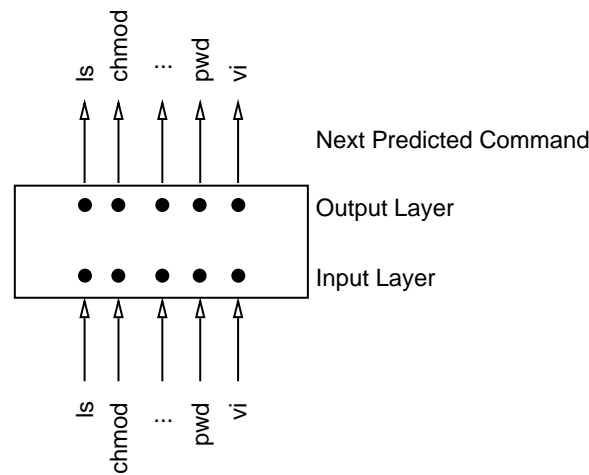 ls
chmod
...
pwd
vi
Next Predicted Command
Output Layer
Input Layer
ls
chmod
...
pwd
vi